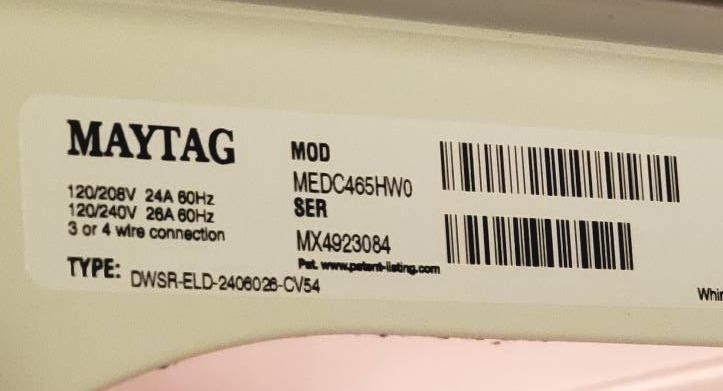 MAYTAG
120/208V 24A 60Hz
120/240V 26A 60Hz
3 or 4 wire connection
TYPE: DWSR-ELD-2406026-CV54
MOD
MEDC465HW0
SER
MX4923084
Pat. www.patent-listing.com
Whir